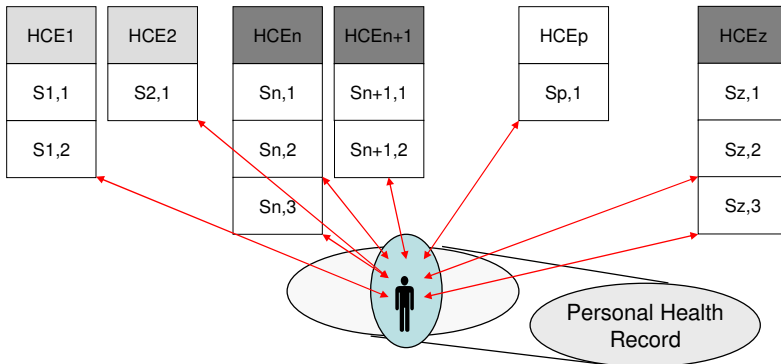 HCE1
HCE2
HCEn
HCEn+1
HCEp
HCEz
S1,1
S2,1
Sn,1
Sn+1,1
Sp,1
Sz,1
S1,2
Sn,2
Sn+1,2
Sz,2
Sn,3
Sz,3
Personal Health
Record